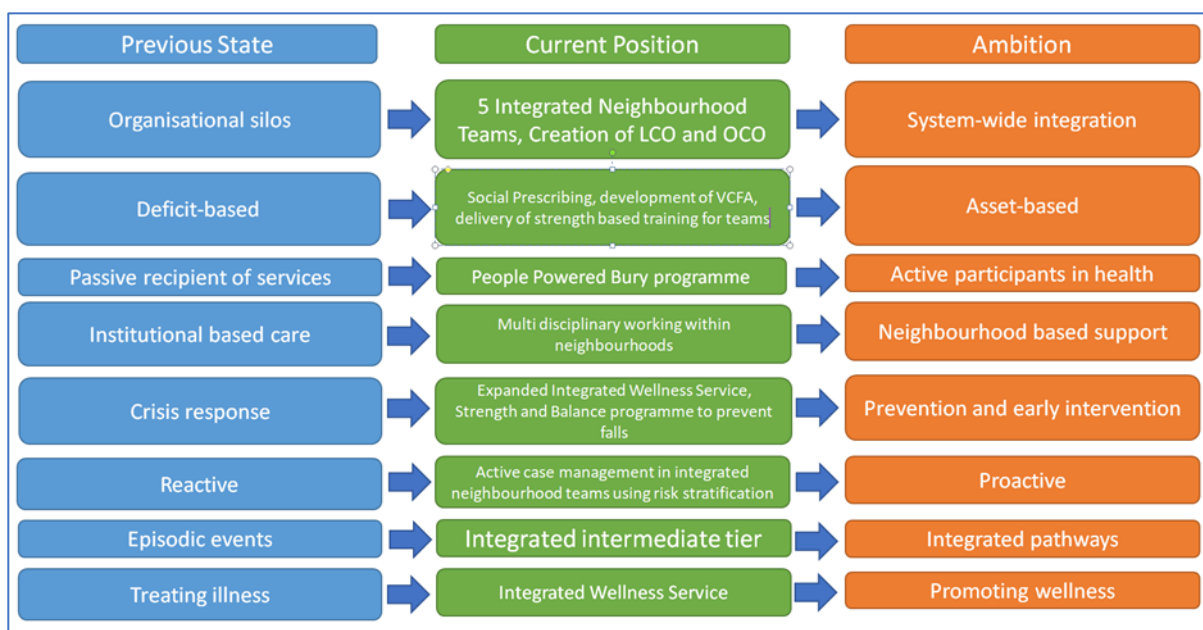 Previous State
Current Position
Ambition
Organisational silos
5 Integrated Neighbourhood
Teams, Creation of LCO and OCO
System-wide integration
Deficit-based
Social Prescribing, development of VCFA,
delivery of strength based training for teams
Asset-based
Passive recipient of services
People Powered Bury programme
Active participants in health
Institutional based care
Multi disciplinary working within
neighbourhoods
Neighbourhood based support
Crisis response
Expanded Integrated Wellness Service,
Strength and Balance programme to prevent
falls
Prevention and early intervention
Reactive
Active case management in integrated
neighbourhood teams using risk stratification
Proactive
Episodic events
Integrated intermediate tier
Integrated pathways
Treating illness
Integrated Wellness Service
Promoting wellness